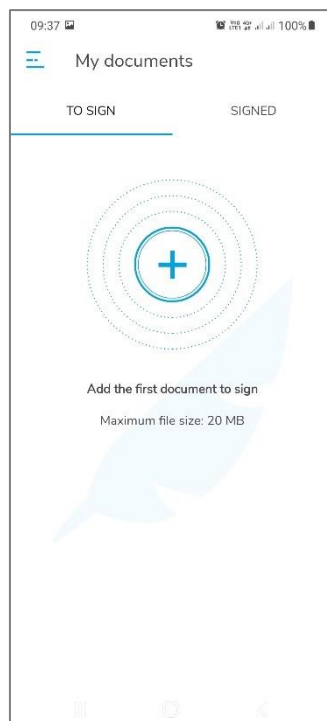 09:37 100%
My documents
TO SIGN SIGNED
Add the first document to sign
Maximum file size: 20 MB